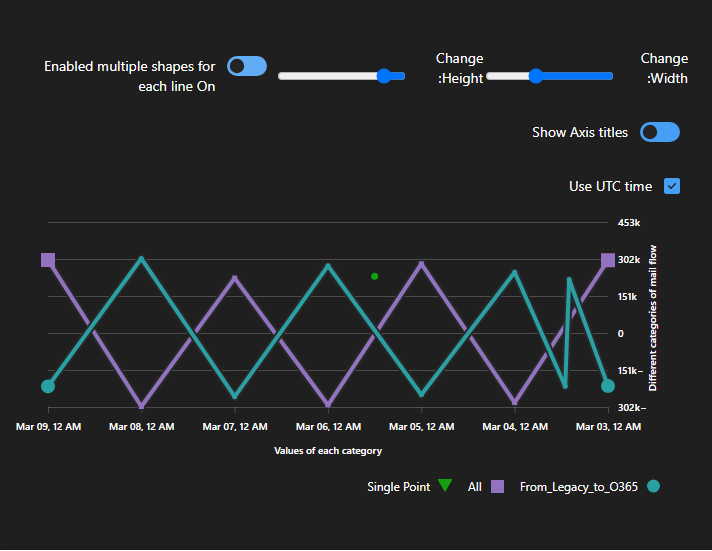 Enabled multiple shapes for
each line On
Change
:Height
Change
:Width
Show Axis titles
Use UTC time
453k
302k
151k
0
151k−
302k−
Different categories of mail flow
Mar 09, 12 AM
Mar 08, 12 AM
Mar 07, 12 AM
Mar 06, 12 AM
Mar 05, 12 AM
Mar 04, 12 AM
Mar 03, 12 AM
Values of each category
Single Point
All
From_Legacy_to_O365